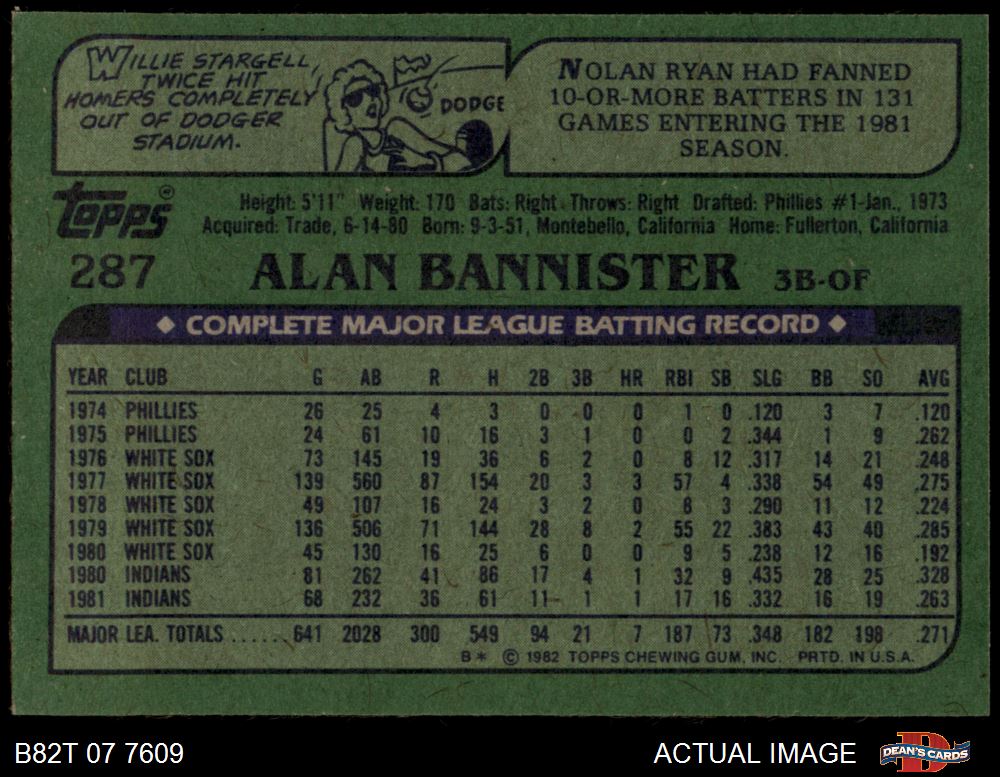 WILLIE STARGELL,
TWICE HIT
HOMERS COMPLETELY
OUT OF DODGER
STADIUM.
DODGE
NOLAN RYAN HAD FANNED
10-OR-MORE BATTERS IN 131
GAMES ENTERING THE 1981
SEASON.
topps®
Height: 5'11" Weight: 170 Bats: Right Throws: Right Drafted: Phillies #1-Jan., 1973
Acquired: Trade, 6-14-80 Born: 9-3-51, Montebello, California Home: Fullerton, California
287 ALAN BANNISTER 3B-OF
◆ COMPLETE MAJOR LEAGUE BATTING RECORD ◆
YEAR CLUB G AB R H 2B 3B HR RBI SB SLG BB SO AVG
1974 PHILLIES 26 25 4 3 0 0 0 1 0 .120 3 7 .120
1975 PHILLIES 24 61 10 16 3 1 0 0 2 .344 1 9 .262
1976 WHITE SOX 73 145 19 36 6 2 0 8 12 .317 14 21 .248
1977 WHITE SOX 139 560 87 154 20 3 3 57 4 .338 54 49 .275
1978 WHITE SOX 49 107 16 24 3 2 0 8 3 .290 11 12 .224
1979 WHITE SOX 136 506 71 144 28 8 2 55 22 .383 43 40 .285
1980 WHITE SOX 45 130 16 25 6 0 0 9 5 .238 12 16 .192
1980 INDIANS 81 262 41 86 17 4 1 32 9 .435 28 25 .328
1981 INDIANS 68 232 36 61 11 1 1 17 16 .332 16 19 .263
MAJOR LEA. TOTALS ...... 641 2028 300 549 94 21 7 187 73 .348 182 198 .271
B* © 1982 TOPPS CHEWING GUM, INC. PRTD. IN U.S.A.
B82T 07 7609 ACTUAL IMAGE D DEAN'S CARDS